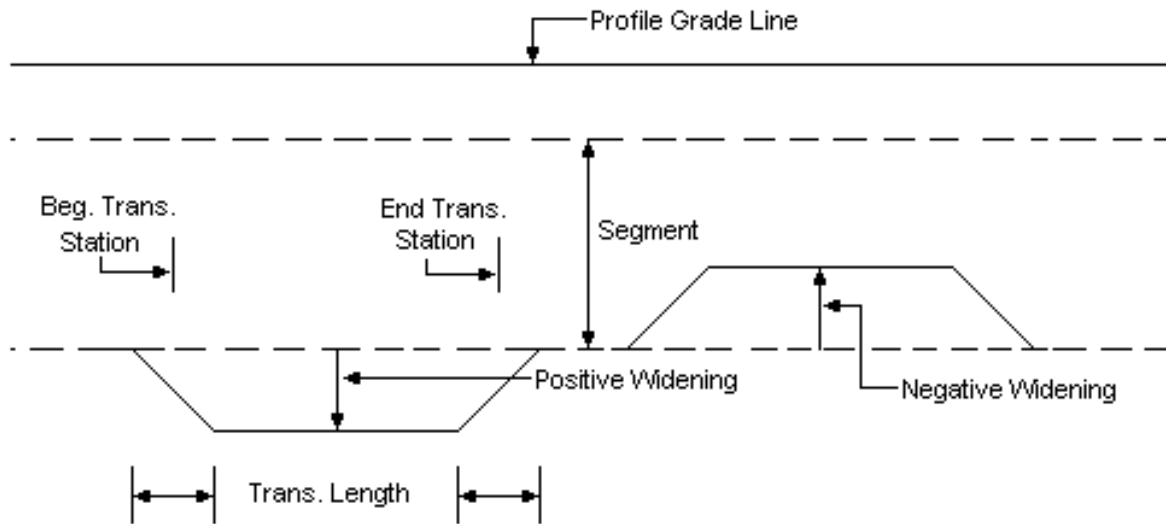 Profile Grade Line
Beg. Trans.
Station
End Trans.
Station
Segment
Positive Widening
Negative Widening
Trans. Length